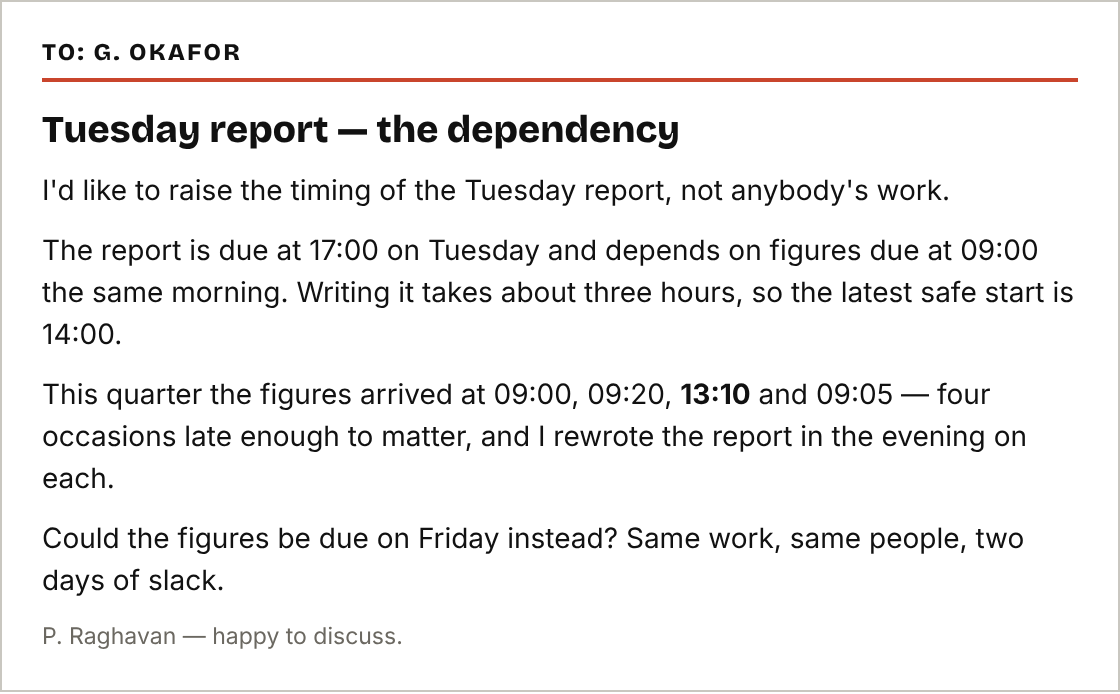 TO: G. OKAFOR
Tuesday report — the dependency
I'd like to raise the timing of the Tuesday report, not anybody's work.
The report is due at 17:00 on Tuesday and depends on figures due at 09:00
the same morning. Writing it takes about three hours, so the latest safe start is
14:00.
This quarter the figures arrived at 09:00, 09:20, 13:10 and 09:05 — four
occasions late enough to matter, and I rewrote the report in the evening on
each.
Could the figures be due on Friday instead? Same work, same people, two
days of slack.
P. Raghavan — happy to discuss.